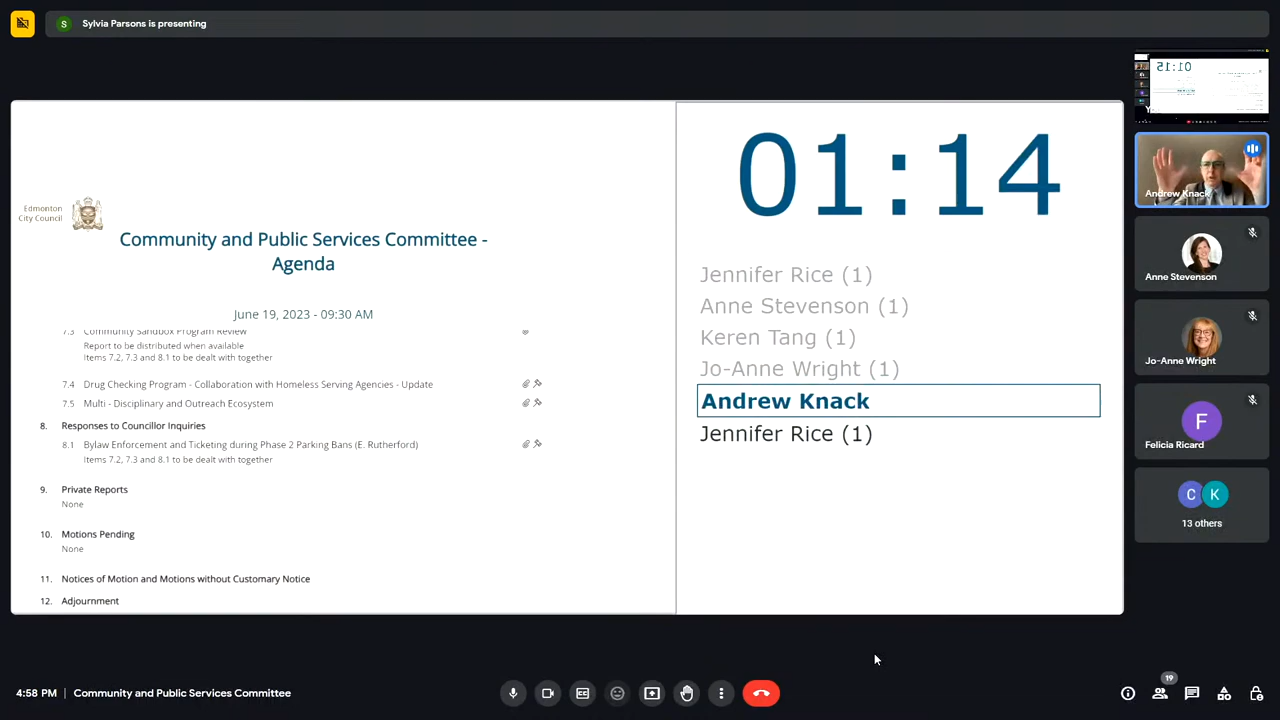 S Sylvia Parsons is presenting
Edmonton
City Council
Community and Public Services Committee -
Agenda
June 19, 2023 - 09:30 AM
7.3 Community Sandbox Program Review
Report to be distributed when available
Items 7.2, 7.3 and 8.1 to be dealt with together
7.4 Drug Checking Program - Collaboration with Homeless Serving Agencies - Update
7.5 Multi - Disciplinary and Outreach Ecosystem
8. Responses to Councillor Inquiries
8.1 Bylaw Enforcement and Ticketing during Phase 2 Parking Bans (E. Rutherford)
Items 7.2, 7.3 and 8.1 to be dealt with together
9. Private Reports
None
10. Motions Pending
None
11. Notices of Motion and Motions without Customary Notice
12. Adjournment
01:14
Jennifer Rice (1)
Anne Stevenson (1)
Keren Tang (1)
Jo-Anne Wright (1)
Andrew Knack
Jennifer Rice (1)
01:15
Andrew Knack
Anne Stevenson
Jo-Anne Wright
F
Felicia Ricard
C K
13 others
4:58 PM | Community and Public Services Committee
19